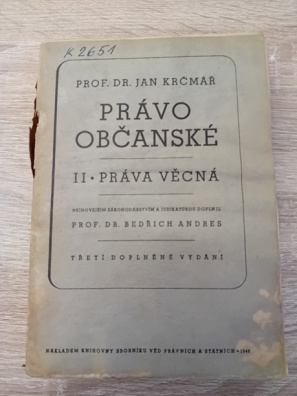 K 2651
PROF. DR. JAN KRČMÁŘ
PRÁVO
OBČANSKÉ
II • PRÁVA VĚCNÁ
NEJNOVĚJŠÍM ZÁKONODÁRSTVÍM A JUDIKATUROU DOPLNIL
PROF. DR. BEDŘICH ANDRES
TŘETÍ DOPLNĚNÉ VYDÁNÍ
NÁKLADEM KNIHOVNY SBORNÍKU VĚD PRÁVNÍCH A STÁTNÍCH •